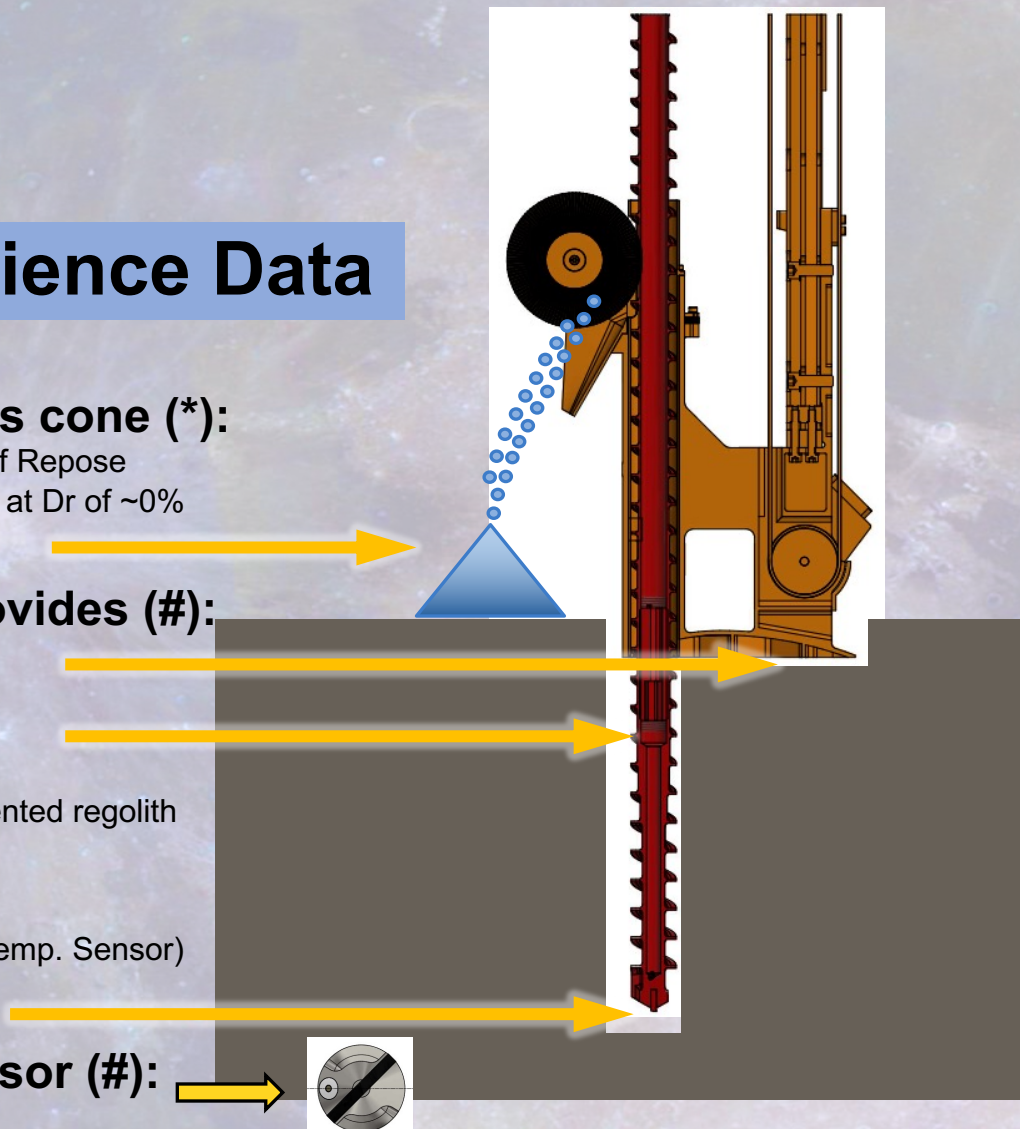 ience Data
s cone (*):
f Repose
at Dr of ~0%
ovides (#):
ented regolith
emp. Sensor)
sor (#):